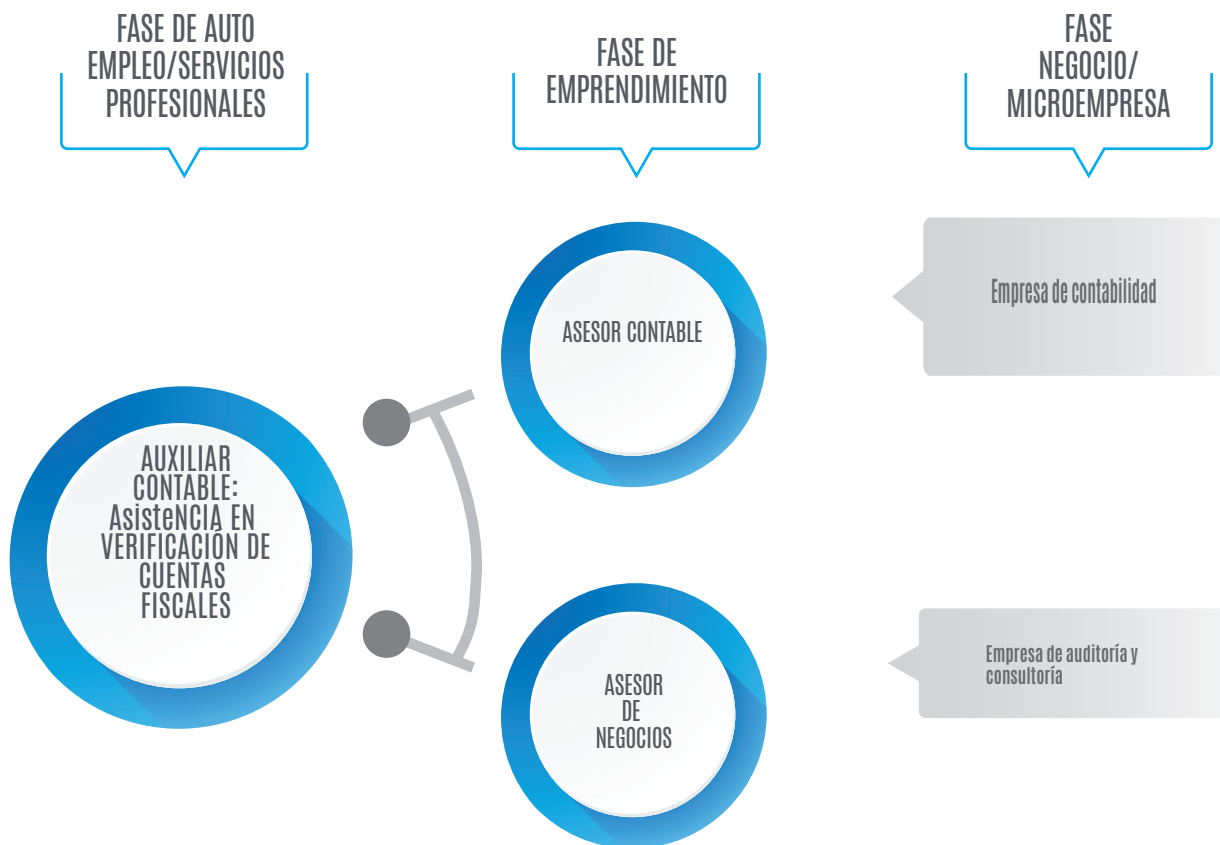 FASE DE AUTO
EMPLEO/SERVICIOS
PROFESIONALES
FASE DE
EMPRENDIMIENTO
FASE
NEGOCIO/
MICROEMPRESA
AUXILIAR
CONTABLE:
AsisteNCIA EN
VERIFICACIÓN DE
CUENTAS
FISCALES
ASESOR CONTABLE
Empresa de contabilidad
ASESOR
DE
NEGOCIOS
Empresa de auditoría y
consultoría